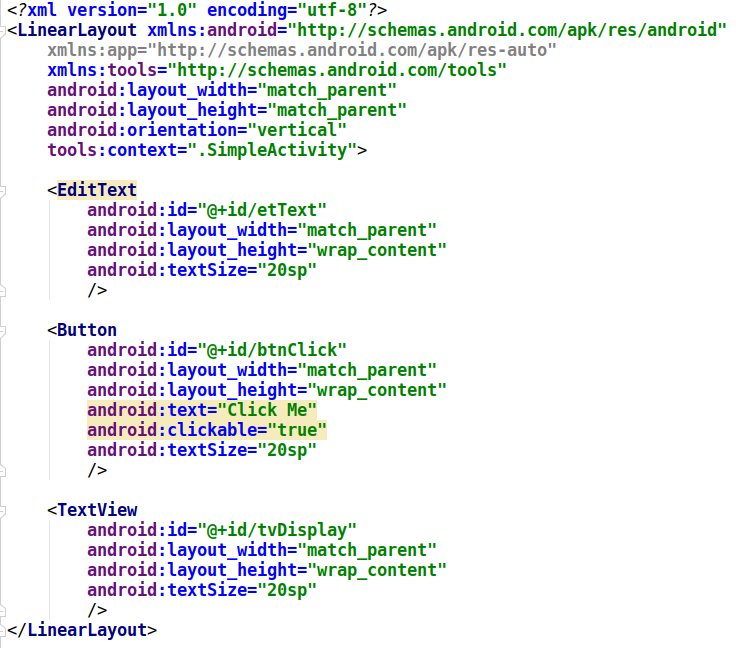 <?xml version="1.0" encoding="utf-8"?>
<LinearLayout xmlns:android="http://schemas.android.com/apk/res/android"
    xmlns:app="http://schemas.android.com/apk/res-auto"
    xmlns:tools="http://schemas.android.com/tools"
    android:layout_width="match_parent"
    android:layout_height="match_parent"
    android:orientation="vertical"
    tools:context=".SimpleActivity">

    <EditText
        android:id="@+id/etText"
        android:layout_width="match_parent"
        android:layout_height="wrap_content"
        android:textSize="20sp"
        />

    <Button
        android:id="@+id/btnClick"
        android:layout_width="match_parent"
        android:layout_height="wrap_content"
        android:text="Click Me"
        android:clickable="true"
        android:textSize="20sp"
        />

    <TextView
        android:id="@+id/tvDisplay"
        android:layout_width="match_parent"
        android:layout_height="wrap_content"
        android:textSize="20sp"
        />
</LinearLayout>